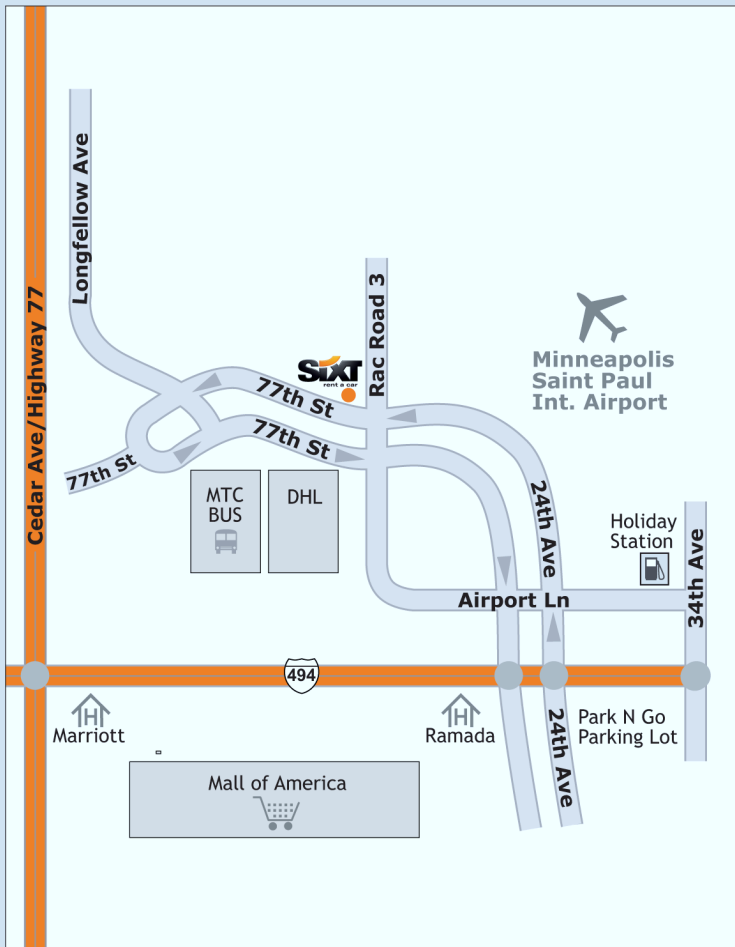 Longfellow Ave
Cedar Ave/Highway 77
Rac Road 3
SiXT
rent a car
77th St
77th St
77th St
Minneapolis
Saint Paul
Int. Airport
MTC
BUS
DHL
24th Ave
Holiday
Station
34th Ave
Airport Ln
494
H
Marriott
H
Ramada
24th Ave
Park N Go
Parking Lot
Mall of America